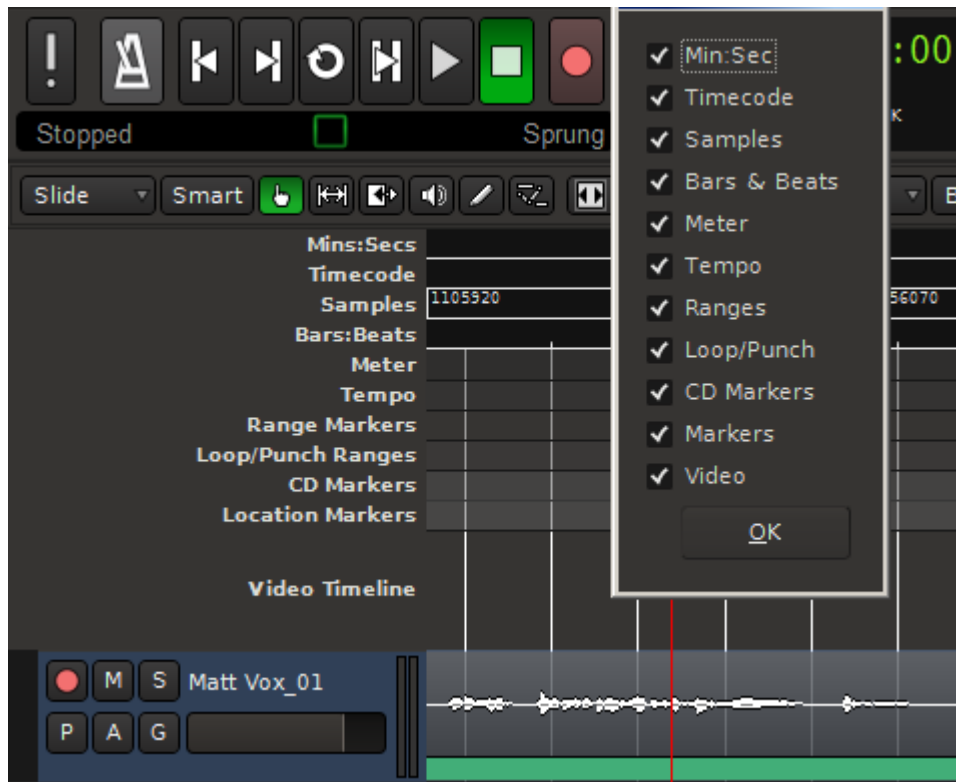 :00
K
Stopped
Sprung
Slide
Smart
E
Min:Sec
Timecode
Samples
Bars & Beats
Meter
Tempo
Ranges
Loop/Punch
CD Markers
Markers
Video
OK
Mins:Secs
Timecode
Samples
1105920
56070
Bars:Beats
Meter
Tempo
Range Markers
Loop/Punch Ranges
CD Markers
Location Markers
Video Timeline
M S Matt Vox_01
P A G